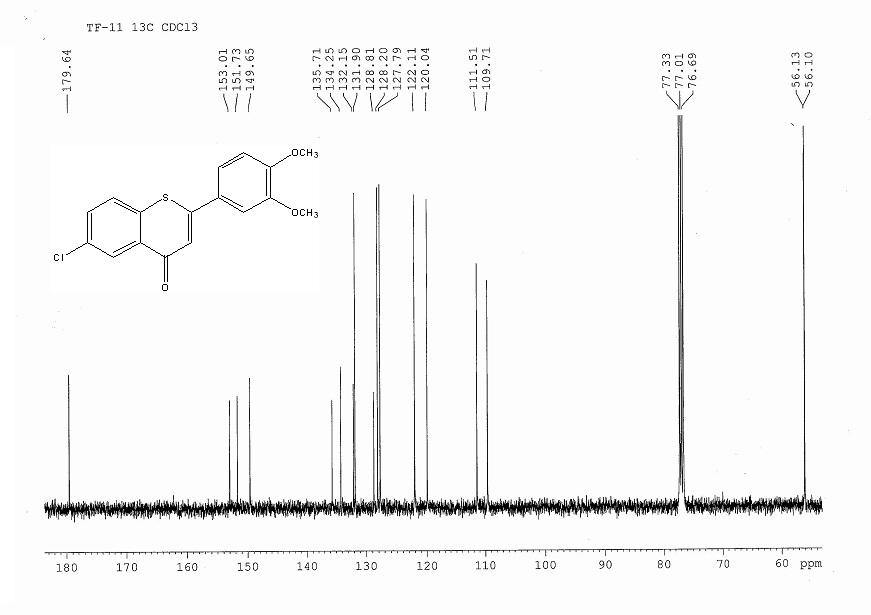 TF-11 13C CDCl3
179.64
153.01
151.73
149.65
135.71
134.25
132.15
131.90
128.81
128.20
127.79
122.11
120.04
111.51
109.71
77.33
77.01
76.69
56.13
56.10
OCH3
S
OCH3
Cl
O
180 170 160 150 140 130 120 110 100 90 80 70 60 ppm